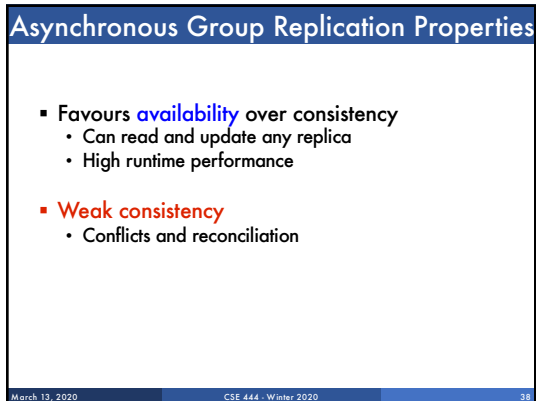 Asynchronous Group Replication Properties
▪ Favours availability over consistency
• Can read and update any replica
• High runtime performance
▪ Weak consistency
• Conflicts and reconciliation
March 13, 2020
CSE 444 - Winter 2020
38